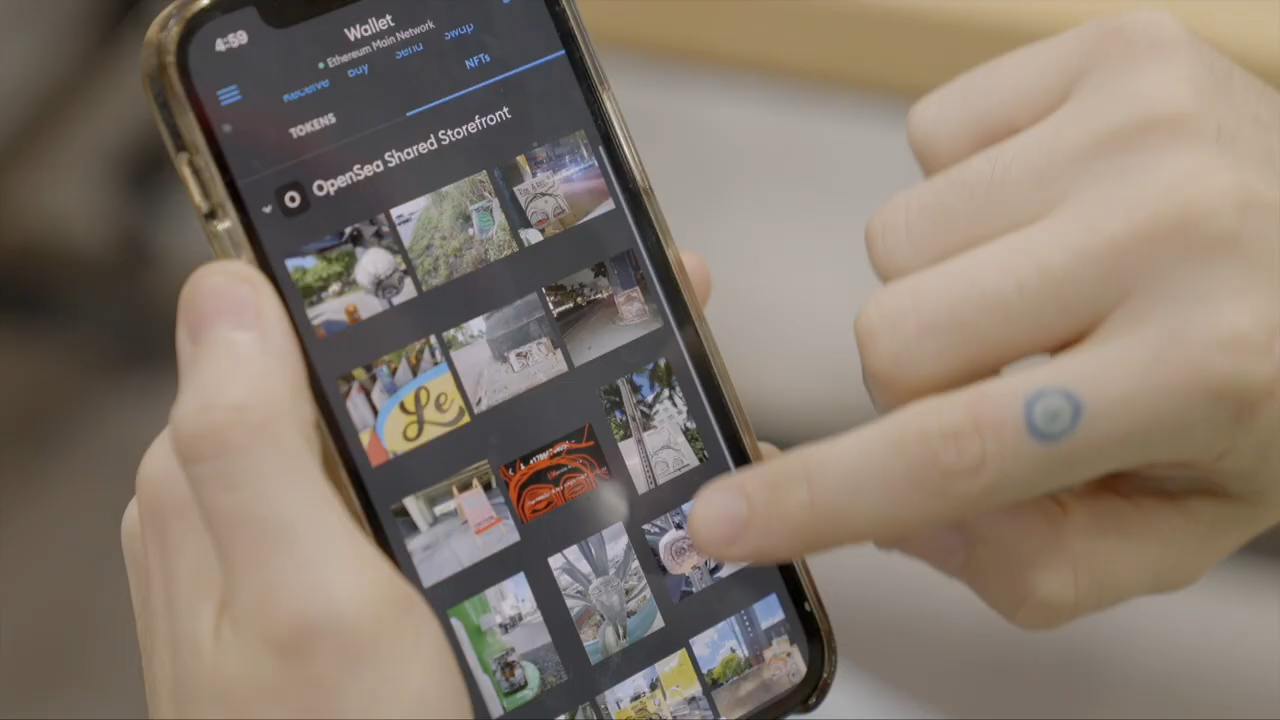 4:59
Wallet
Ethereum Main Network
Receive
Buy
Send
Swap
TOKENS
NFTs
O
OpenSea Shared Storefront
Le